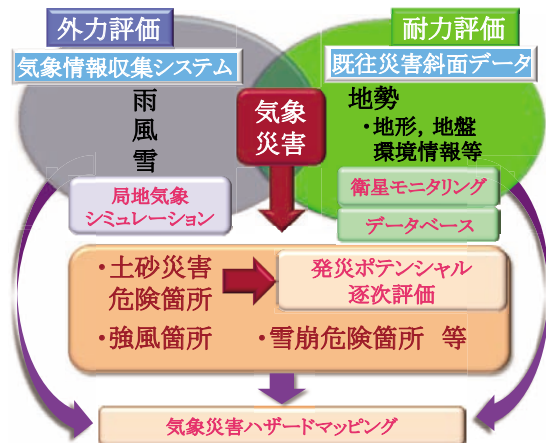 外力評価
耐力評価
気象情報収集システム
既往災害斜面データ
雨
風
雪
気象
災害
地勢
・地形，地盤
環境情報等
局地気象
シミュレーション
衛星モニタリング
データベース
・土砂災害
危険箇所
発災ポテンシャル
逐次評価
・強風箇所
・雪崩危険箇所 等
気象災害ハザードマッピング